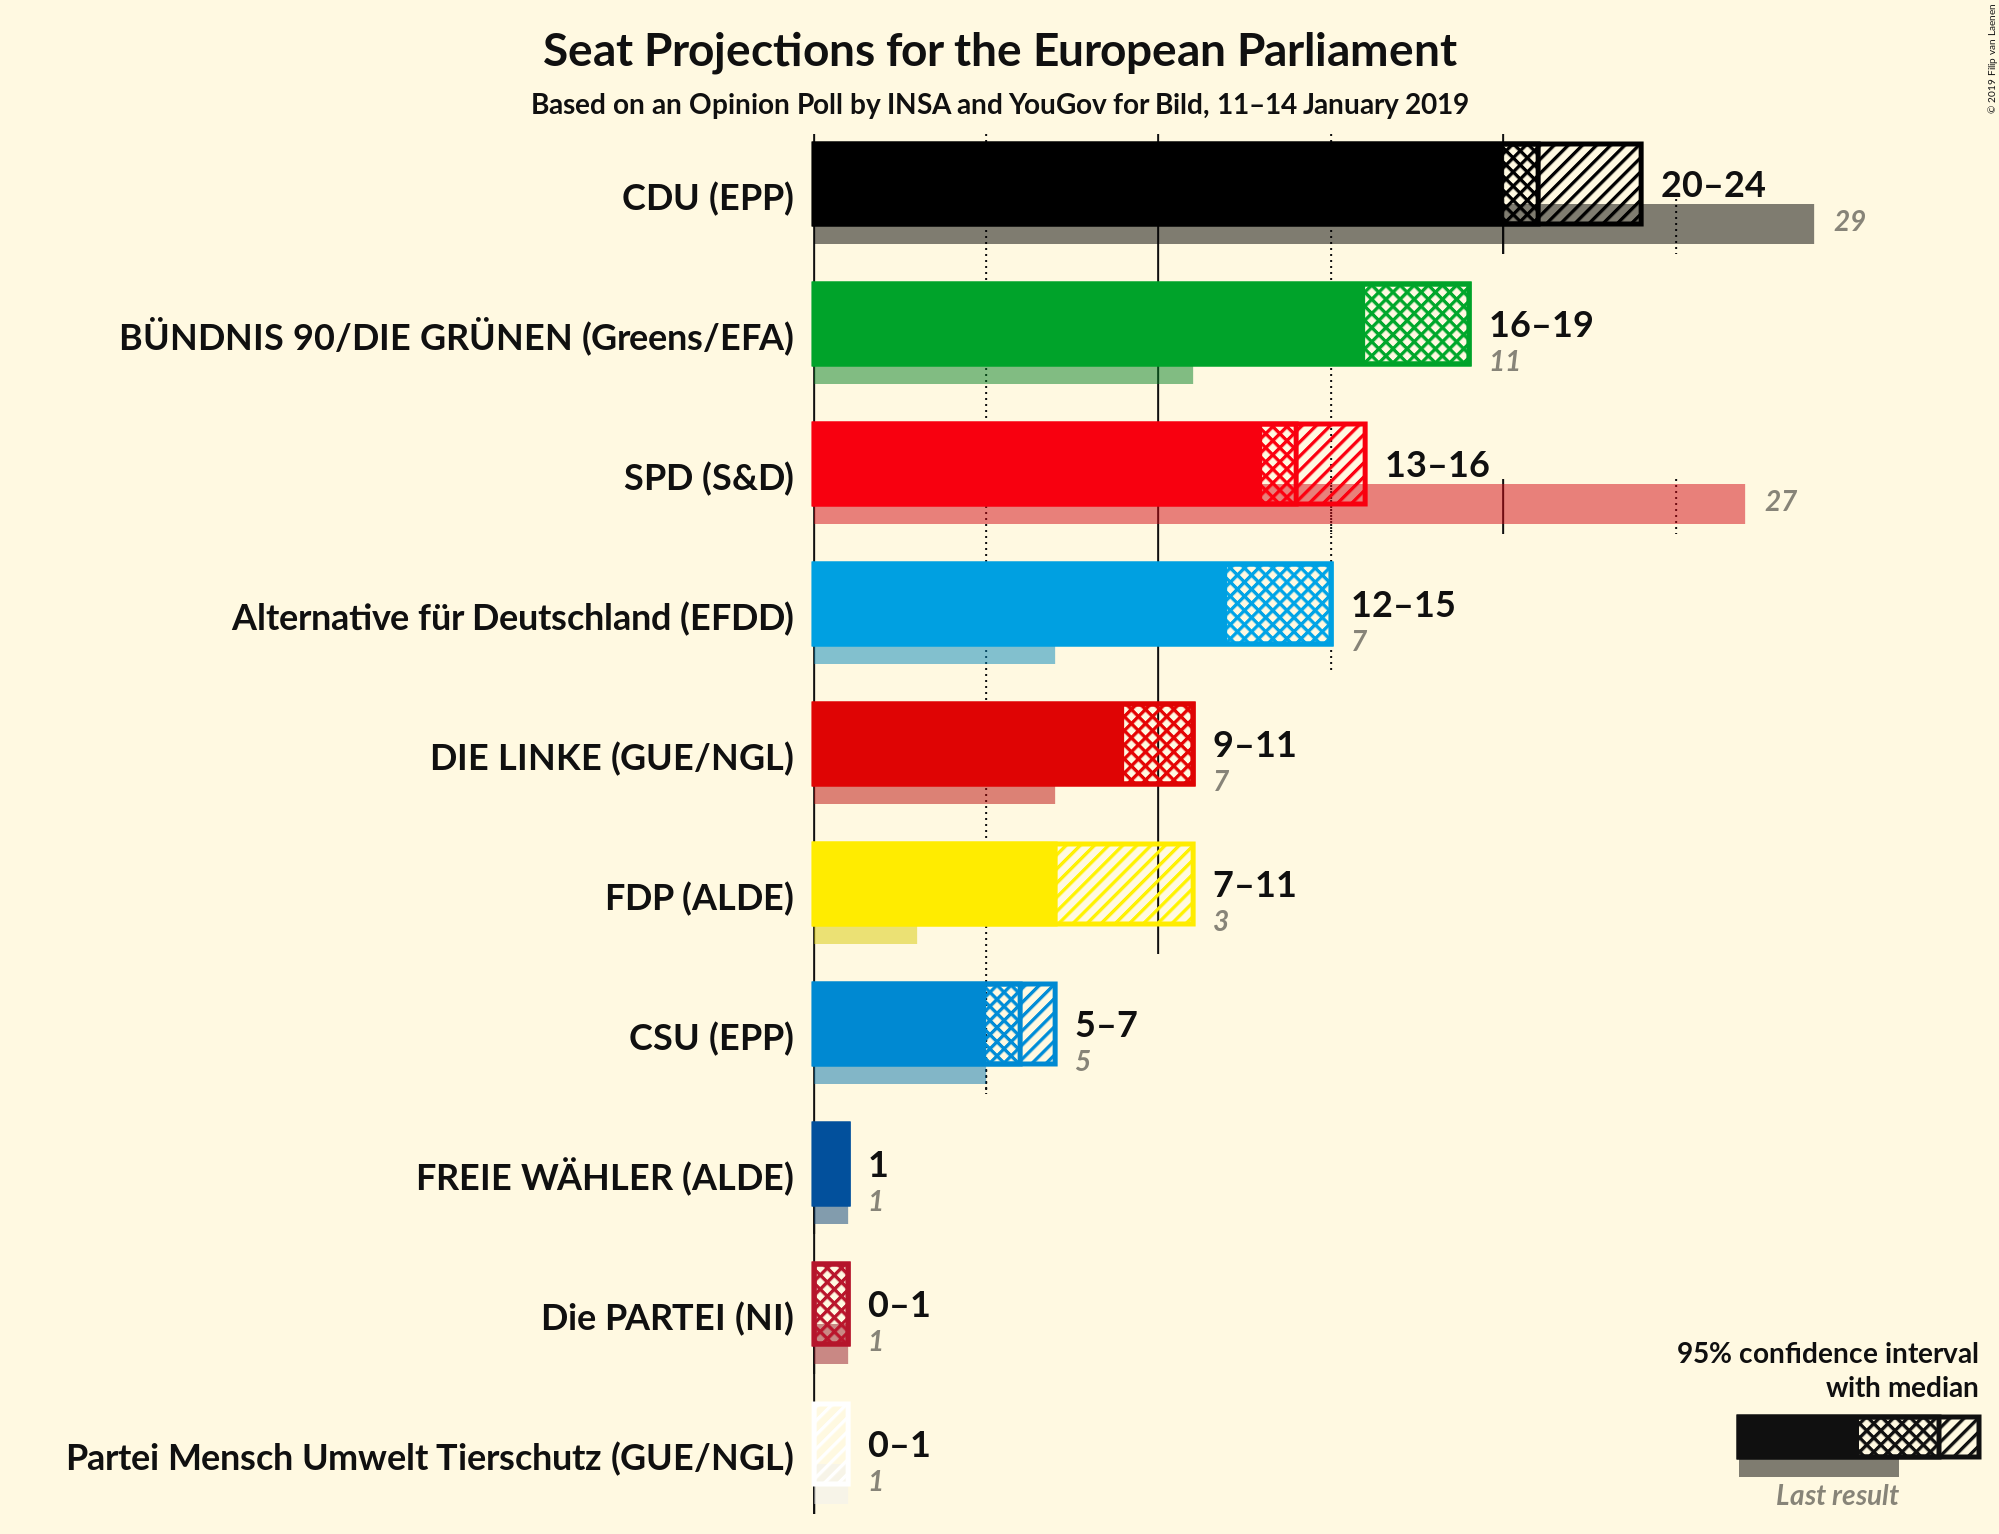 Seat Projections for the European Parliament
Based on an Opinion Poll by INSA and YouGov for Bild, 11–14 January 2019
© 2019 Filip van Laenen
CDU (EPP)
20–24
29
BÜNDNIS 90/DIE GRÜNEN (Greens/EFA)
16–19
11
SPD (S&D)
13–16
27
Alternative für Deutschland (EFDD)
12–15
7
DIE LINKE (GUE/NGL)
9–11
7
FDP (ALDE)
7–11
3
CSU (EPP)
5–7
5
FREIE WÄHLER (ALDE)
1
1
Die PARTEI (NI)
0–1
1
Partei Mensch Umwelt Tierschutz (GUE/NGL)
0–1
1
95% confidence interval
with median
Last result